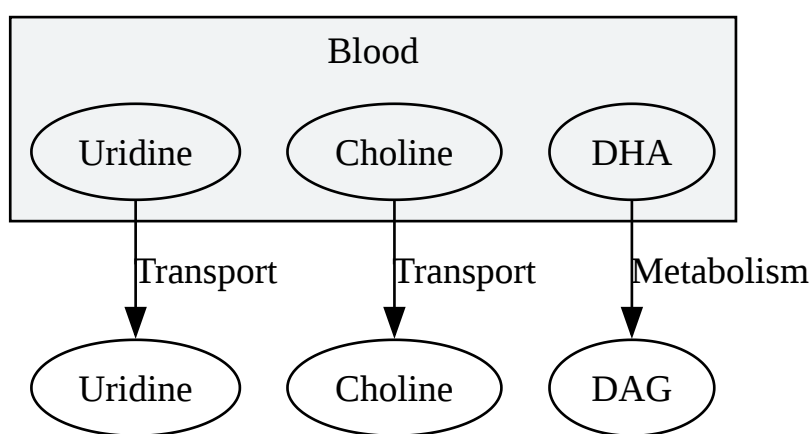 Blood
Uridine Choline DHA
Transport Transport Metabolism
Uridine Choline DAG